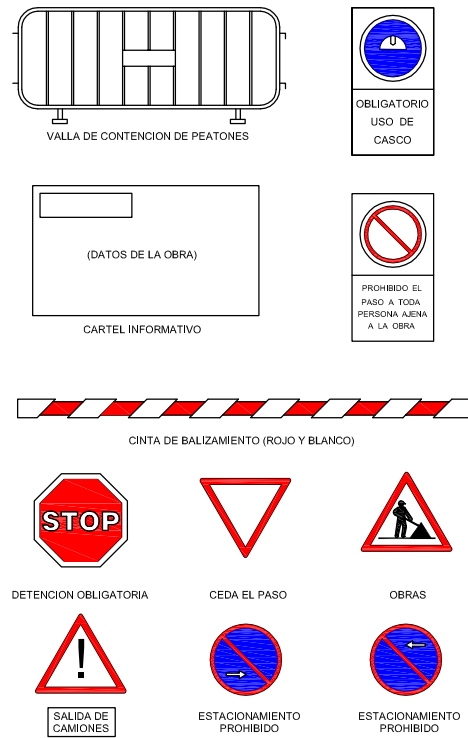 VALLA DE CONTENCION DE PEATONES
OBLIGATORIO
USO DE
CASCO
(DATOS DE LA OBRA)
CARTEL INFORMATIVO
PROHIBIDO EL
PASO A TODA
PERSONA AJENA
A LA OBRA
CINTA DE BALIZAMIENTO (ROJO Y BLANCO)
STOP
DETENCION OBLIGATORIA
CEDA EL PASO
OBRAS
!
SALIDA DE
CAMIONES
ESTACIONAMIENTO
PROHIBIDO
ESTACIONAMIENTO
PROHIBIDO